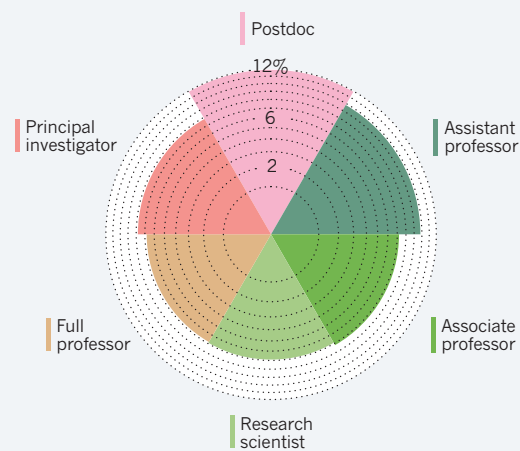 Postdoc
12%
6
2
Principal
investigator
Assistant
professor
Full
professor
Associate
professor
Research
scientist